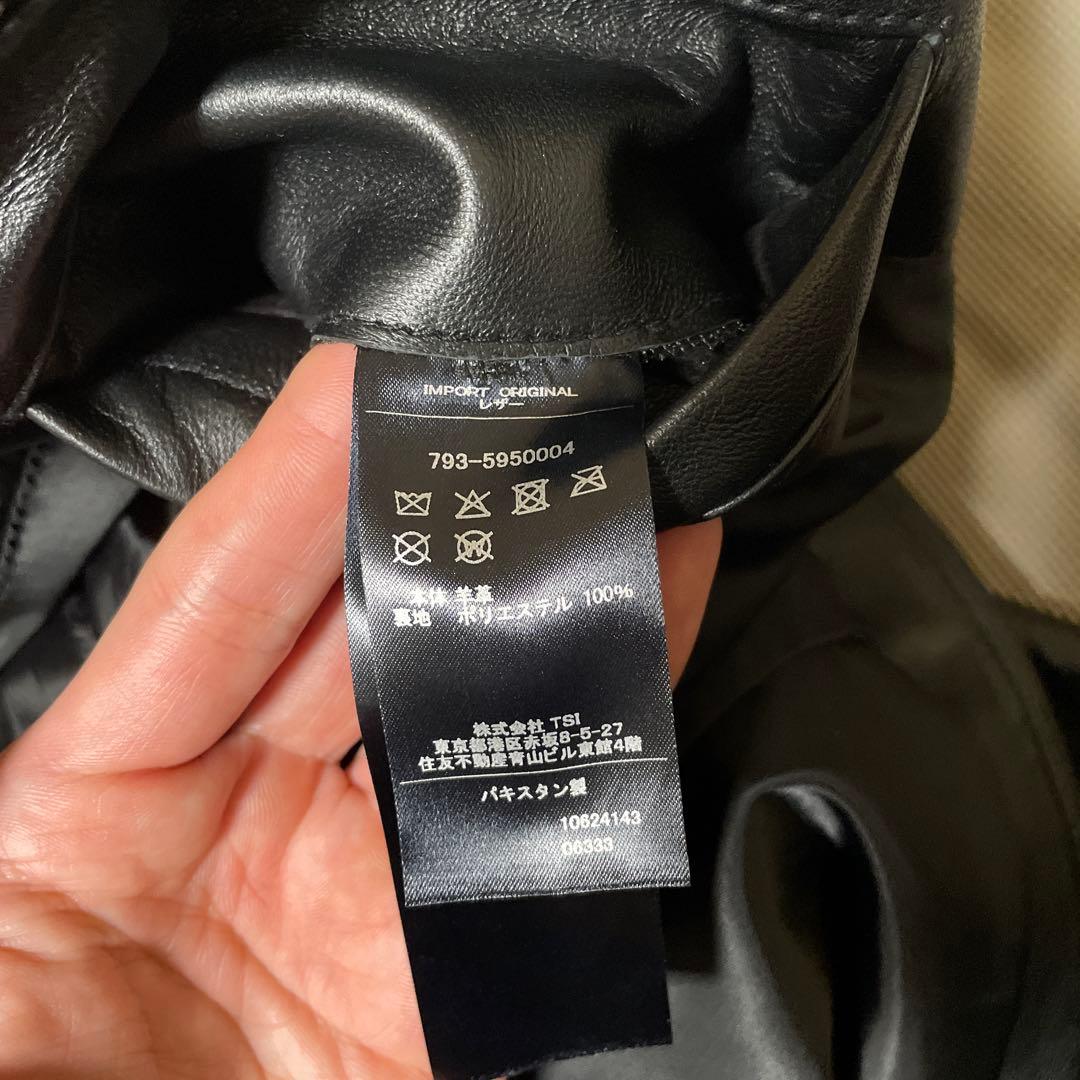 IMPORT ORIGINAL
レザー
793-5950004
本体 羊革
裏地 ポリエステル 100%
株式会社 TSI
東京都港区赤坂8-5-27
住友不動産青山ビル東館4階
パキスタン製
10624143
06333